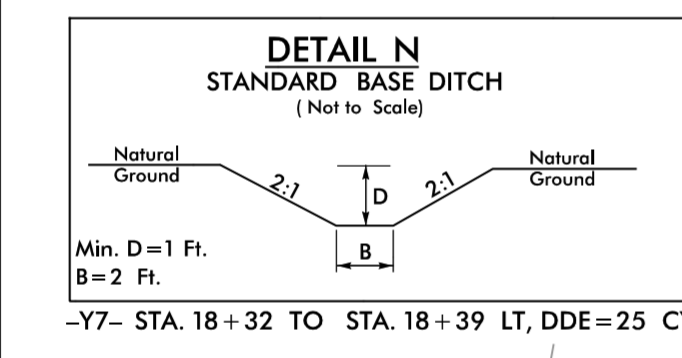 DETAIL N
STANDARD BASE DITCH
( Not to Scale)
Natural
Ground
2:1
D
2:1
Natural
Ground
Min. D=1 Ft.
B=2 Ft.
B
-Y7- STA. 18+32 TO STA. 18+39 LT, DDE=25 CY